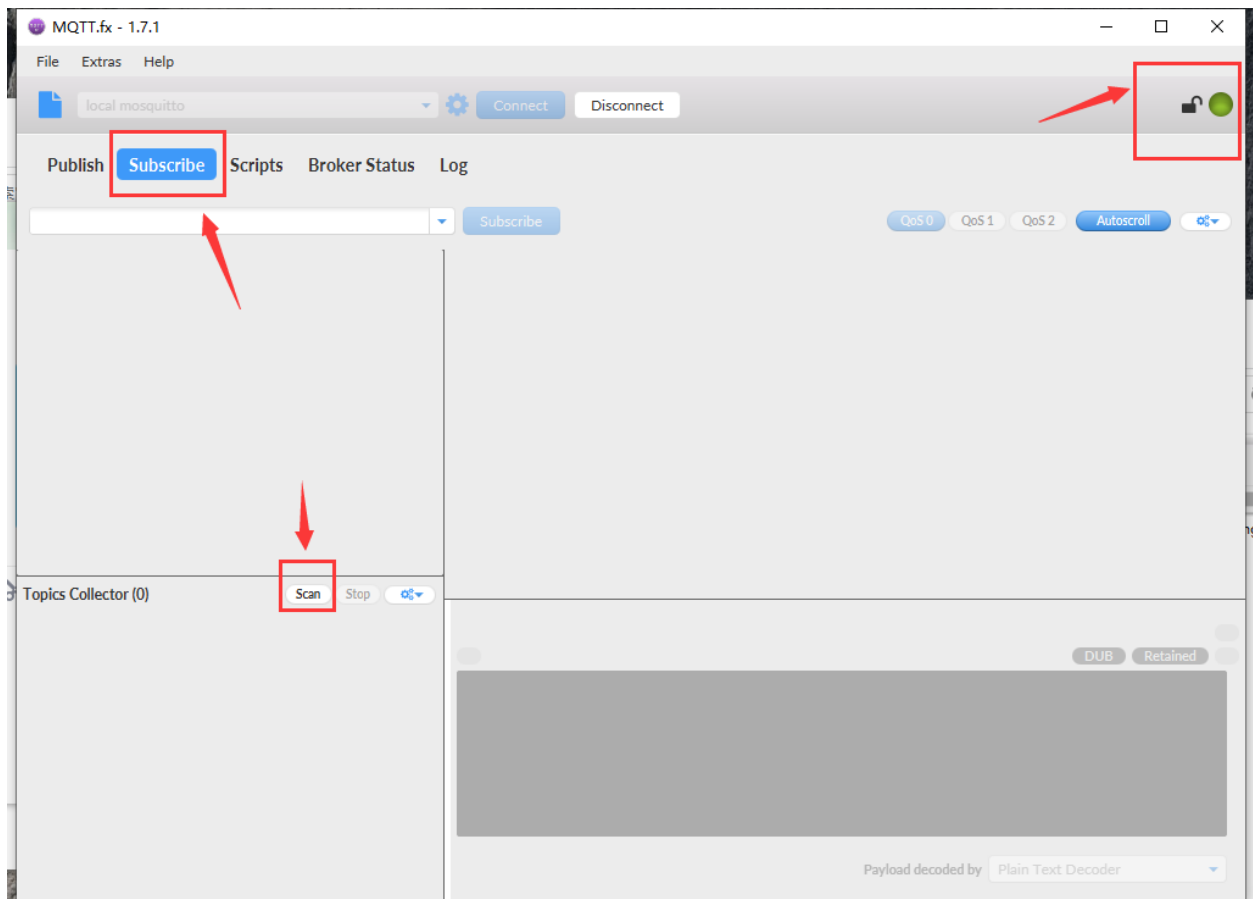 MQTT.fx - 1.7.1
File Extras Help
local mosquitto Connect Disconnect
Publish Subscribe Scripts Broker Status Log
Subscribe QoS 0 QoS 1 QoS 2 Autoscroll
Topics Collector (0) Scan Stop
DUB Retained
Payload decoded by Plain Text Decoder